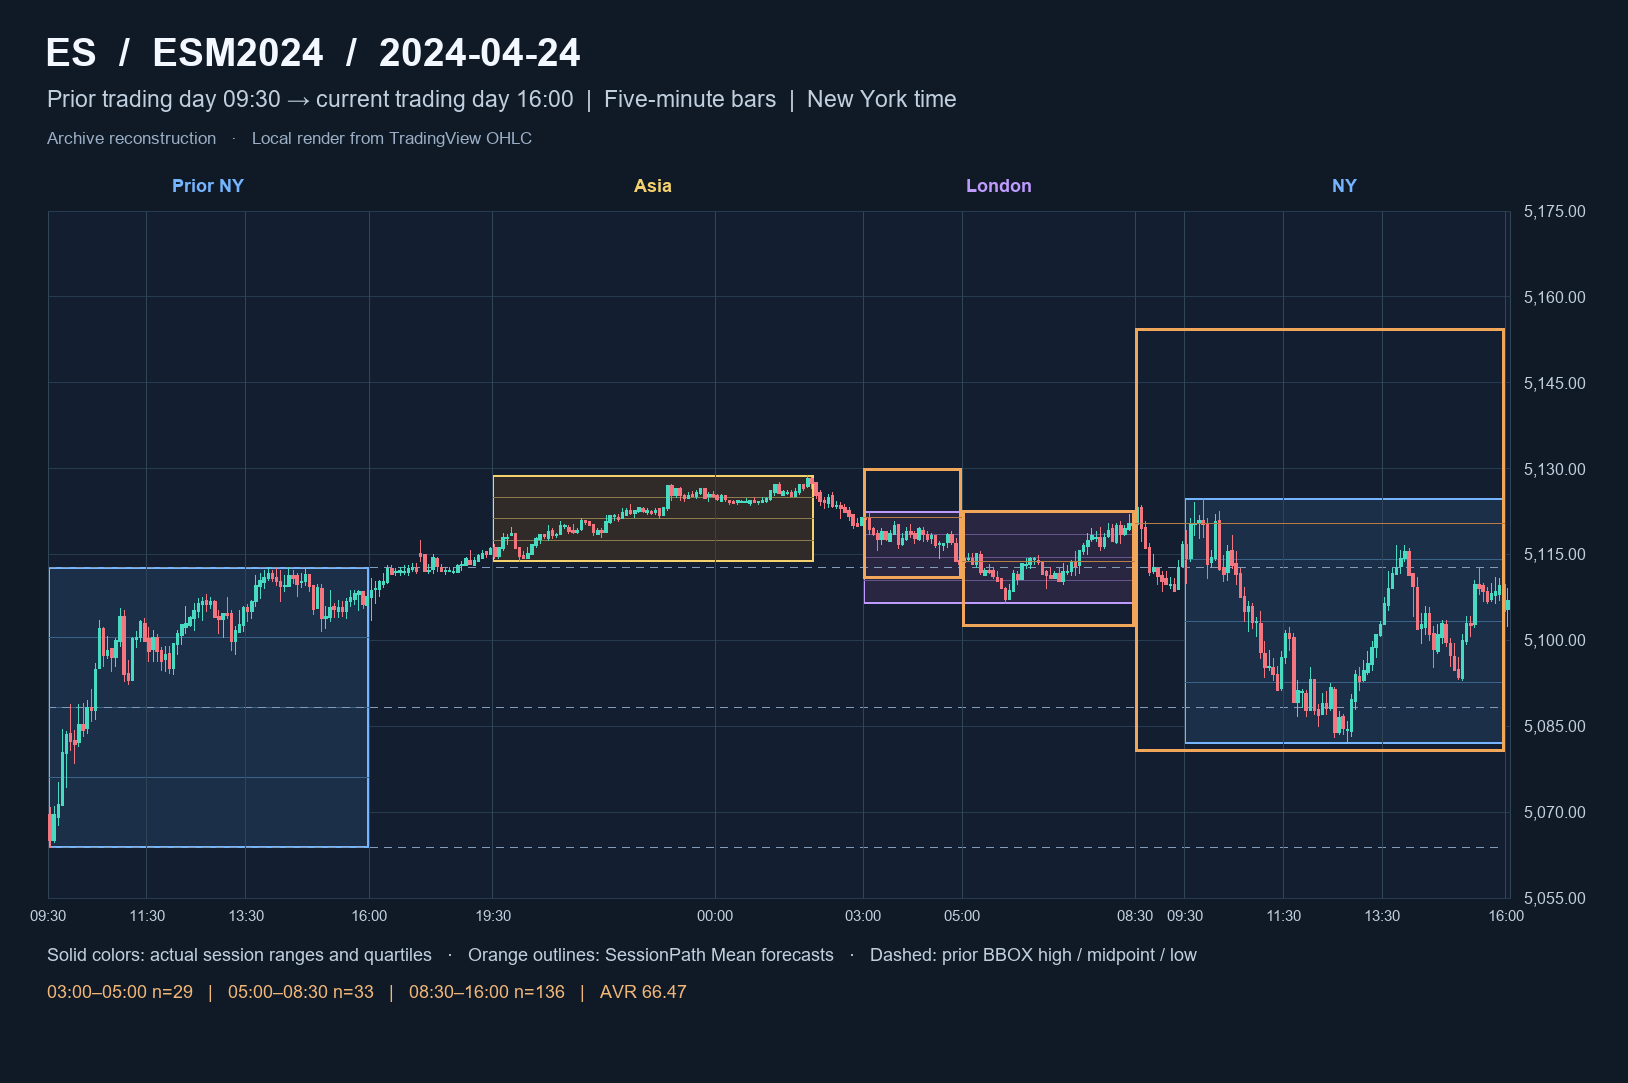 ES / ESM2024 / 2024-04-24
Prior trading day 09:30 → current trading day 16:00 | Five-minute bars | New York time
Archive reconstruction · Local render from TradingView OHLC
Prior NY Asia London NY
5,175.00
5,160.00
5,145.00
5,130.00
5,115.00
5,100.00
5,085.00
5,070.00
5,055.00
09:30 11:30 13:30 16:00 19:30 00:00 03:00 05:00 08:30 09:30 11:30 13:30 16:00
Solid colors: actual session ranges and quartiles · Orange outlines: SessionPath Mean forecasts · Dashed: prior BBOX high / midpoint / low
03:00–05:00 n=29 | 05:00–08:30 n=33 | 08:30–16:00 n=136 | AVR 66.47